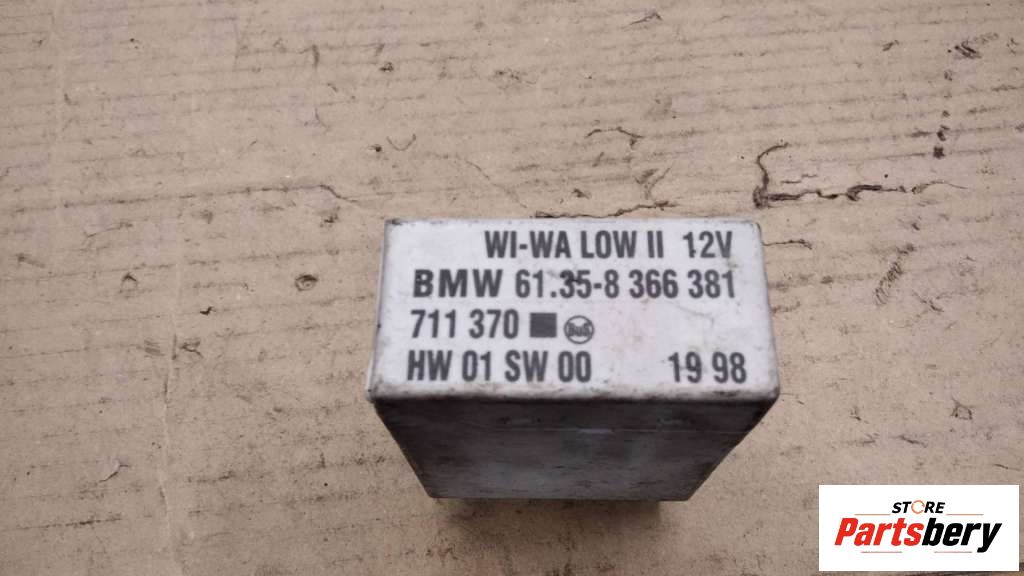 WI-WA LOW II 12V
BMW 61.35-8 366 381
711 370 BuS
HW 01 SW 00 19 98
STORE
Partsbery